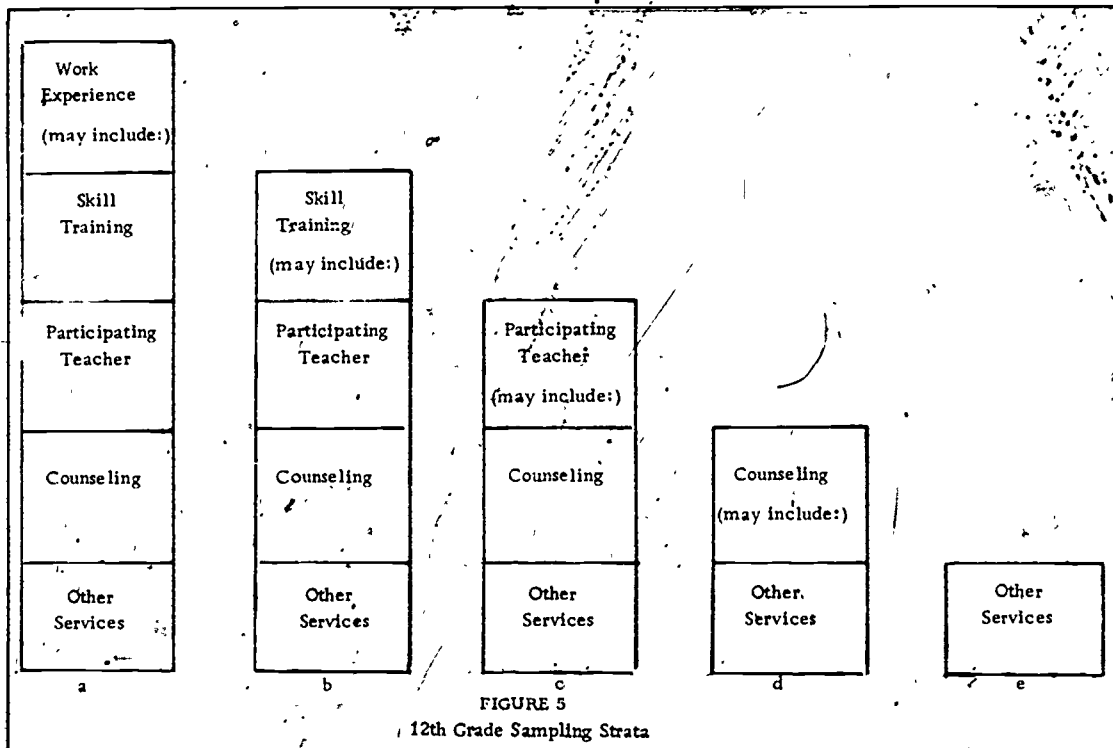 Work
Experience
(may include:)
Skill
Training
Participating
Teacher
Counseling
Other
Services
a
Skill
Training
(may include:)
Participating
Teacher
Counseling
Other
Services
b
Participating
Teacher
(may include:)
Counseling
Other
Services
c
Counseling
(may include:)
Other
Services
d
Other
Services
e
FIGURE 5
12th Grade Sampling Strata